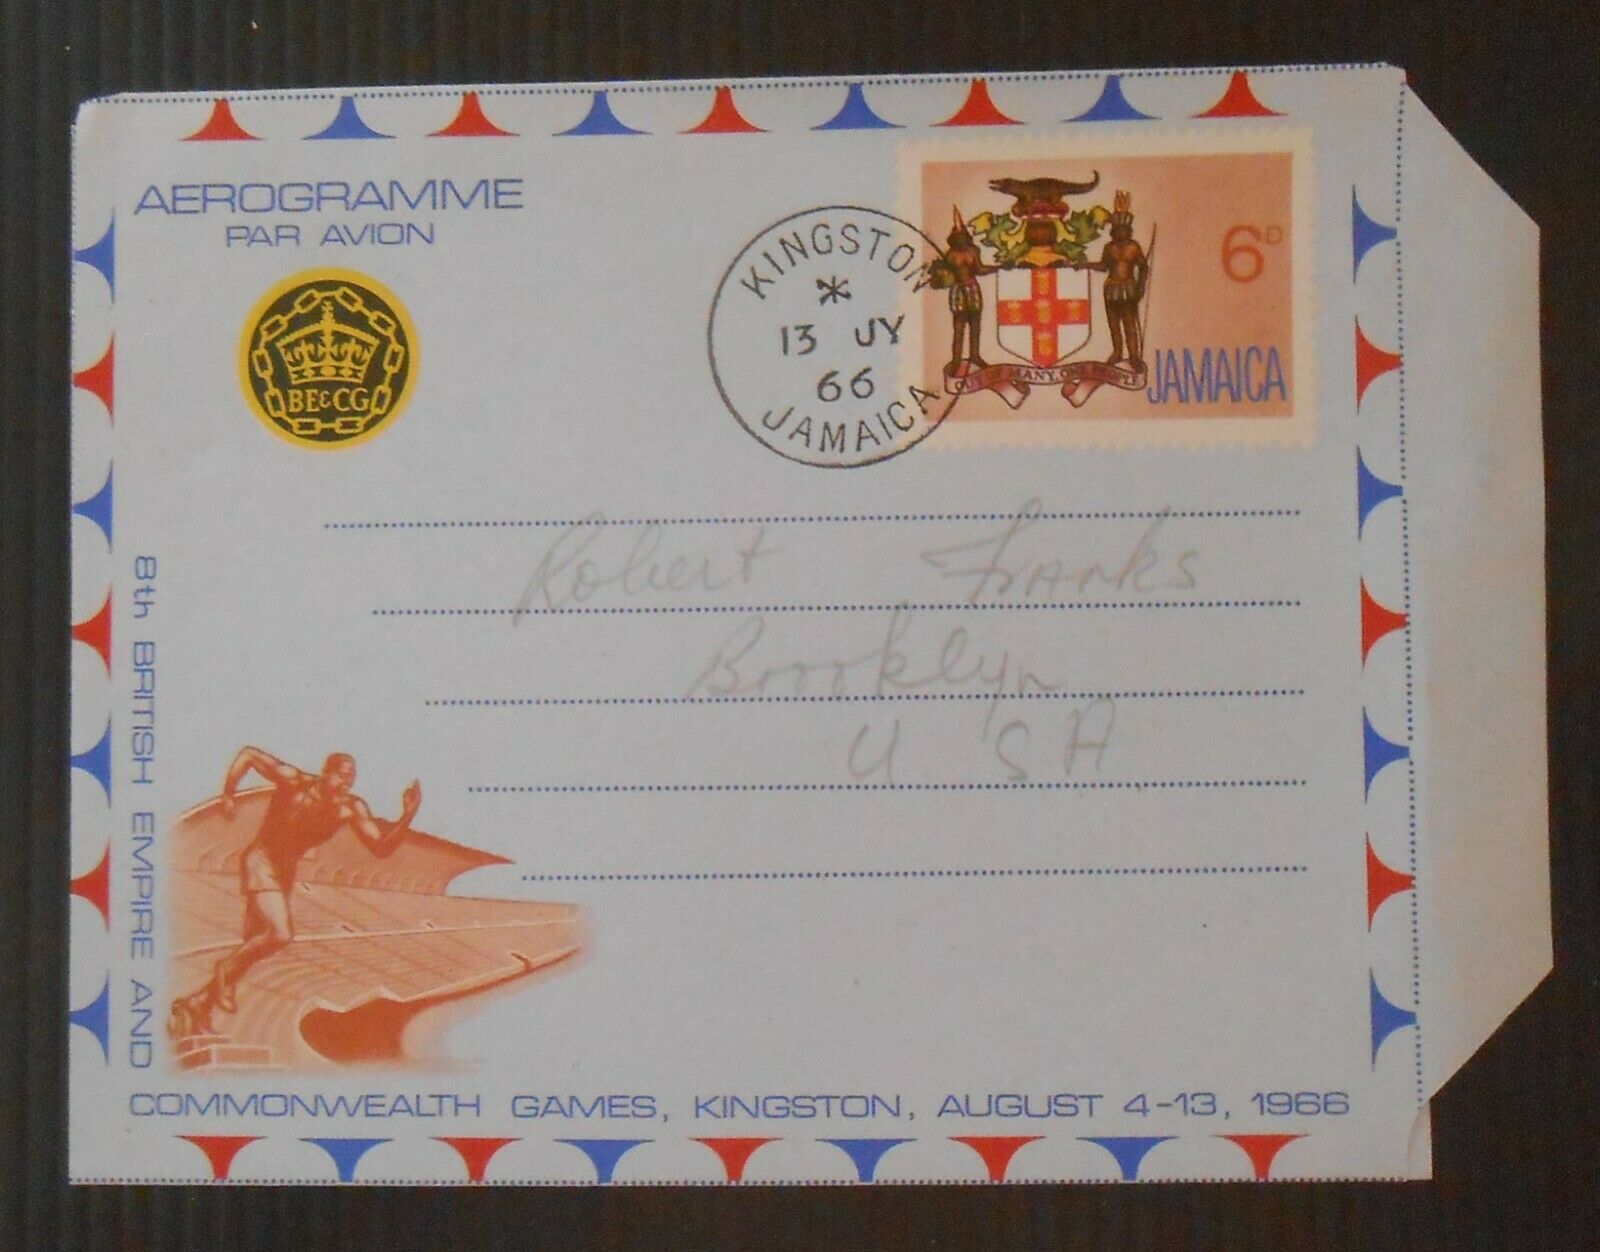 AEROGRAMME
PAR AVION
BE&CG
KINGSTON
*
13 JY
66
JAMAICA
6D
OUT OF MANY, ONE PEOPLE
JAMAICA
Robert Franks
Brooklyn
U S A
8th BRITISH EMPIRE AND
COMMONWEALTH GAMES, KINGSTON, AUGUST 4-13, 1966